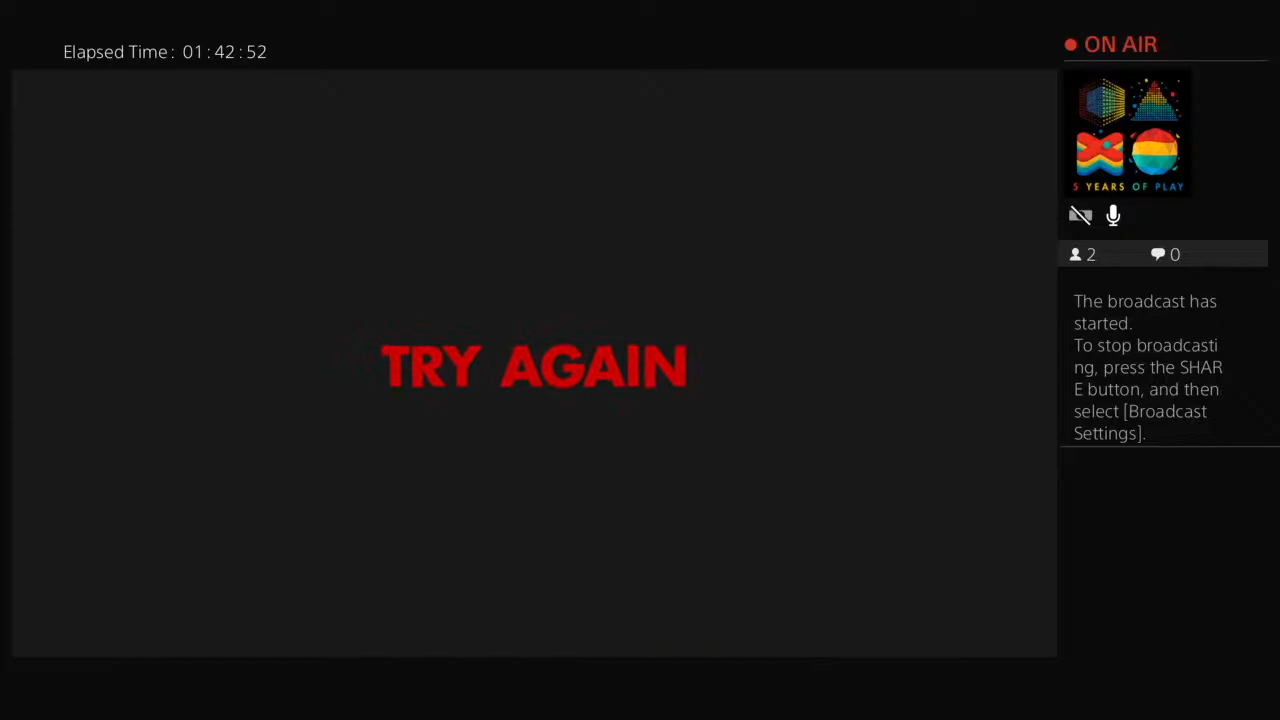 Elapsed Time: 01:42:52
ON AIR
5 YEARS OF PLAY
2 0
The broadcast has
started.
To stop broadcasti
ng, press the SHAR
E button, and then
select [Broadcast
Settings].
TRY AGAIN